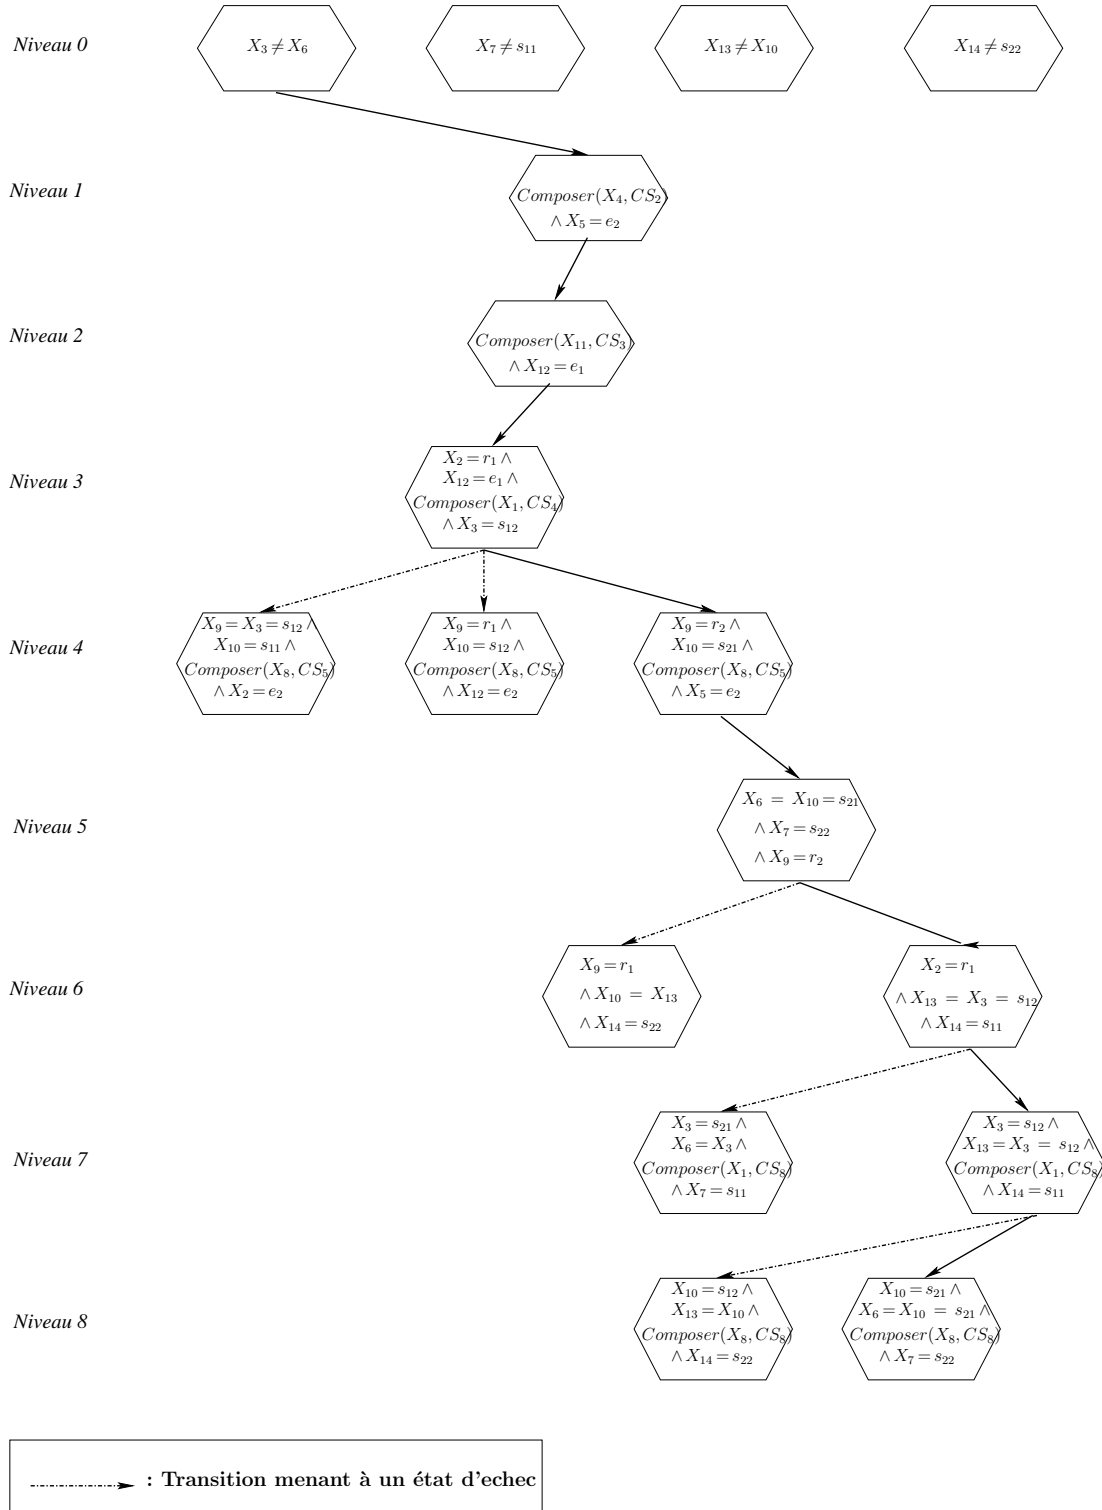 Niveau 0
X₃ ≠ X₆
X₇ ≠ s₁₁
X₁₃ ≠ X₁₀
X₁₄ ≠ s₂₂
Niveau 1
Composer(X₄, CS₂)
∧ X₅ = e₂
Niveau 2
Composer(X₁₁, CS₃)
∧ X₁₂ = e₁
Niveau 3
X₂ = r₁ ∧
X₁₂ = e₁ ∧
Composer(X₁, CS₄)
∧ X₃ = s₁₂
Niveau 4
X₉ = X₃ = s₁₂ ∧
X₁₀ = s₁₁ ∧
Composer(X₈, CS₅)
∧ X₂ = e₂
X₉ = r₁ ∧
X₁₀ = s₁₂ ∧
Composer(X₈, CS₅)
∧ X₁₂ = e₂
X₉ = r₂ ∧
X₁₀ = s₂₁ ∧
Composer(X₈, CS₅)
∧ X₅ = e₂
Niveau 5
X₆ = X₁₀ = s₂₁
∧ X₇ = s₂₂
∧ X₉ = r₂
Niveau 6
X₉ = r₁
∧ X₁₀ = X₁₃
∧ X₁₄ = s₂₂
X₂ = r₁
∧ X₁₃ = X₃ = s₁₂
∧ X₁₄ = s₁₁
Niveau 7
X₃ = s₂₁ ∧
X₆ = X₃ ∧
Composer(X₁, CS₈)
∧ X₇ = s₁₁
X₃ = s₁₂ ∧
X₁₃ = X₃ = s₁₂ ∧
Composer(X₁, CS₈)
∧ X₁₄ = s₁₁
Niveau 8
X₁₀ = s₁₂ ∧
X₁₃ = X₁₀ ∧
Composer(X₈, CS₈)
∧ X₁₄ = s₂₂
X₁₀ = s₂₁ ∧
X₆ = X₁₀ = s₂₁ ∧
Composer(X₈, CS₈)
∧ X₇ = s₂₂
: Transition menant à un état d'echec